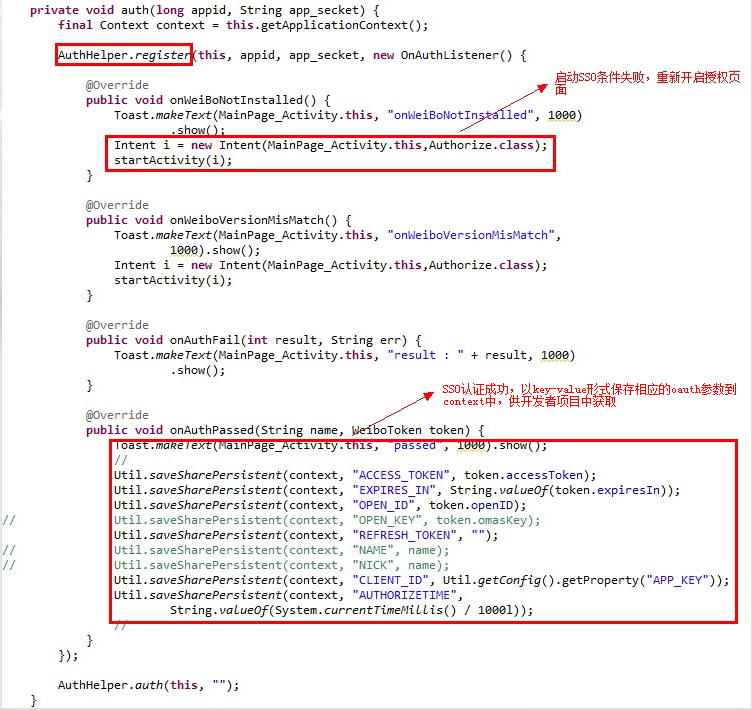 private void auth(long appid, String app_socket) {
final Context context = this.getApplicationContext();
AuthHelper.register(this, appid, app_socket, new OnAuthListener() {
启动SSO条件失败，重新开启授权页
面
@Override
public void onWeiBoNotInstalled() {
Toast.makeText(MainPage_Activity.this, "onWeiBoNotInstalled", 1000)
.show();
Intent i = new Intent(MainPage_Activity.this,Authorize.class);
startActivity(i);
}
@Override
public void onWeiboVersionMisMatch() {
Toast.makeText(MainPage_Activity.this, "onWeiboVersionMisMatch",
1000).show();
Intent i = new Intent(MainPage_Activity.this,Authorize.class);
startActivity(i);
}
@Override
public void onAuthFail(int result, String err) {
Toast.makeText(MainPage_Activity.this, "result : " + result, 1000)
.show();
}
SSO认证成功，以key-value形式保存相应的oauth参数到
context中，供开发者项目中获取
@Override
public void onAuthPassed(String name, WeiboToken token) {
Toast.makeText(MainPage_Activity.this, "passed", 1000).show();
//
Util.saveSharePersistent(context, "ACCESS_TOKEN", token.accessToken);
Util.saveSharePersistent(context, "EXPIRES_IN", String.valueOf(token.expiresIn));
Util.saveSharePersistent(context, "OPEN_ID", token.openID);
// Util.saveSharePersistent(context, "OPEN_KEY", token.omasKey);
Util.saveSharePersistent(context, "REFRESH_TOKEN", "");
// Util.saveSharePersistent(context, "NAME", name);
// Util.saveSharePersistent(context, "NICK", name);
Util.saveSharePersistent(context, "CLIENT_ID", Util.getConfig().getProperty("APP_KEY"));
Util.saveSharePersistent(context, "AUTHORIZETIME",
String.valueOf(System.currentTimeMillis() / 1000l));
//
}
});
AuthHelper.auth(this, "");
}